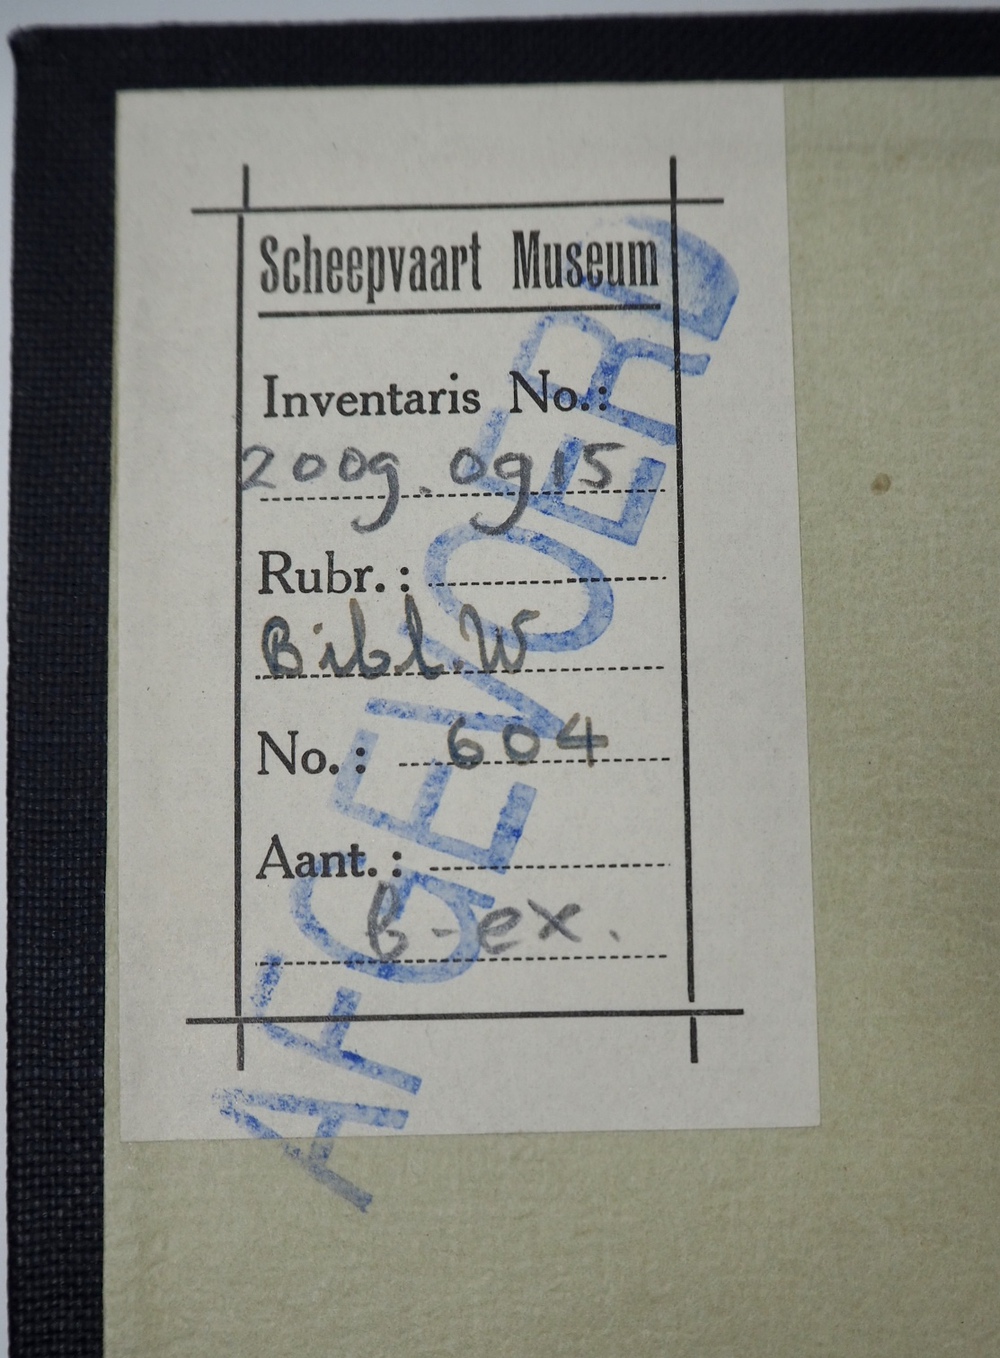 Scheepvaart Museum
Inventaris No.:
2009.0915
Rubr.:
Bibl.W
No.: 604
Aant.:
B-ex.
AFGEVOERD